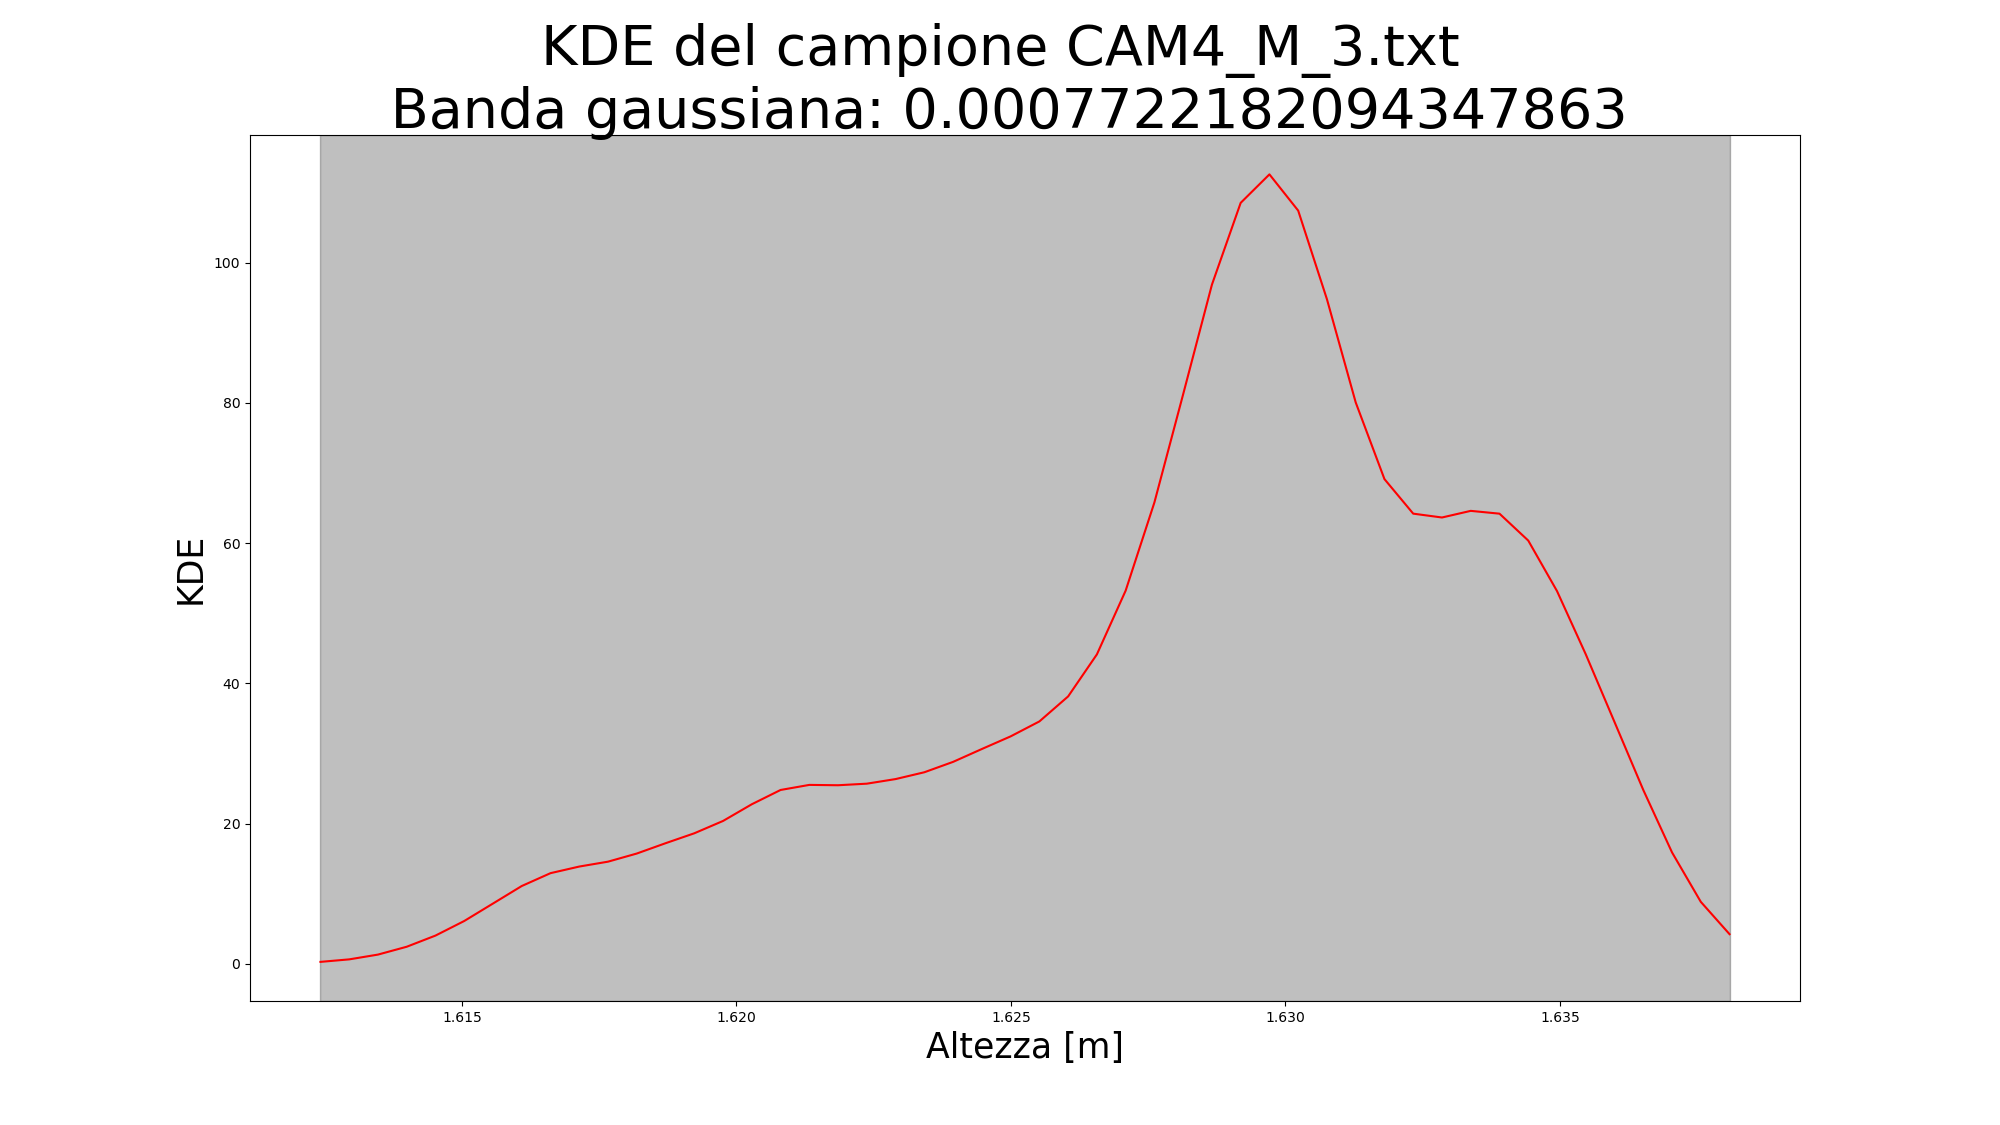 KDE del campione CAM4_M_3.txt
Banda gaussiana: 0.0007722182094347863
KDE
100
80
60
40
20
0
1.615 1.620 1.625 1.630 1.635
Altezza [m]